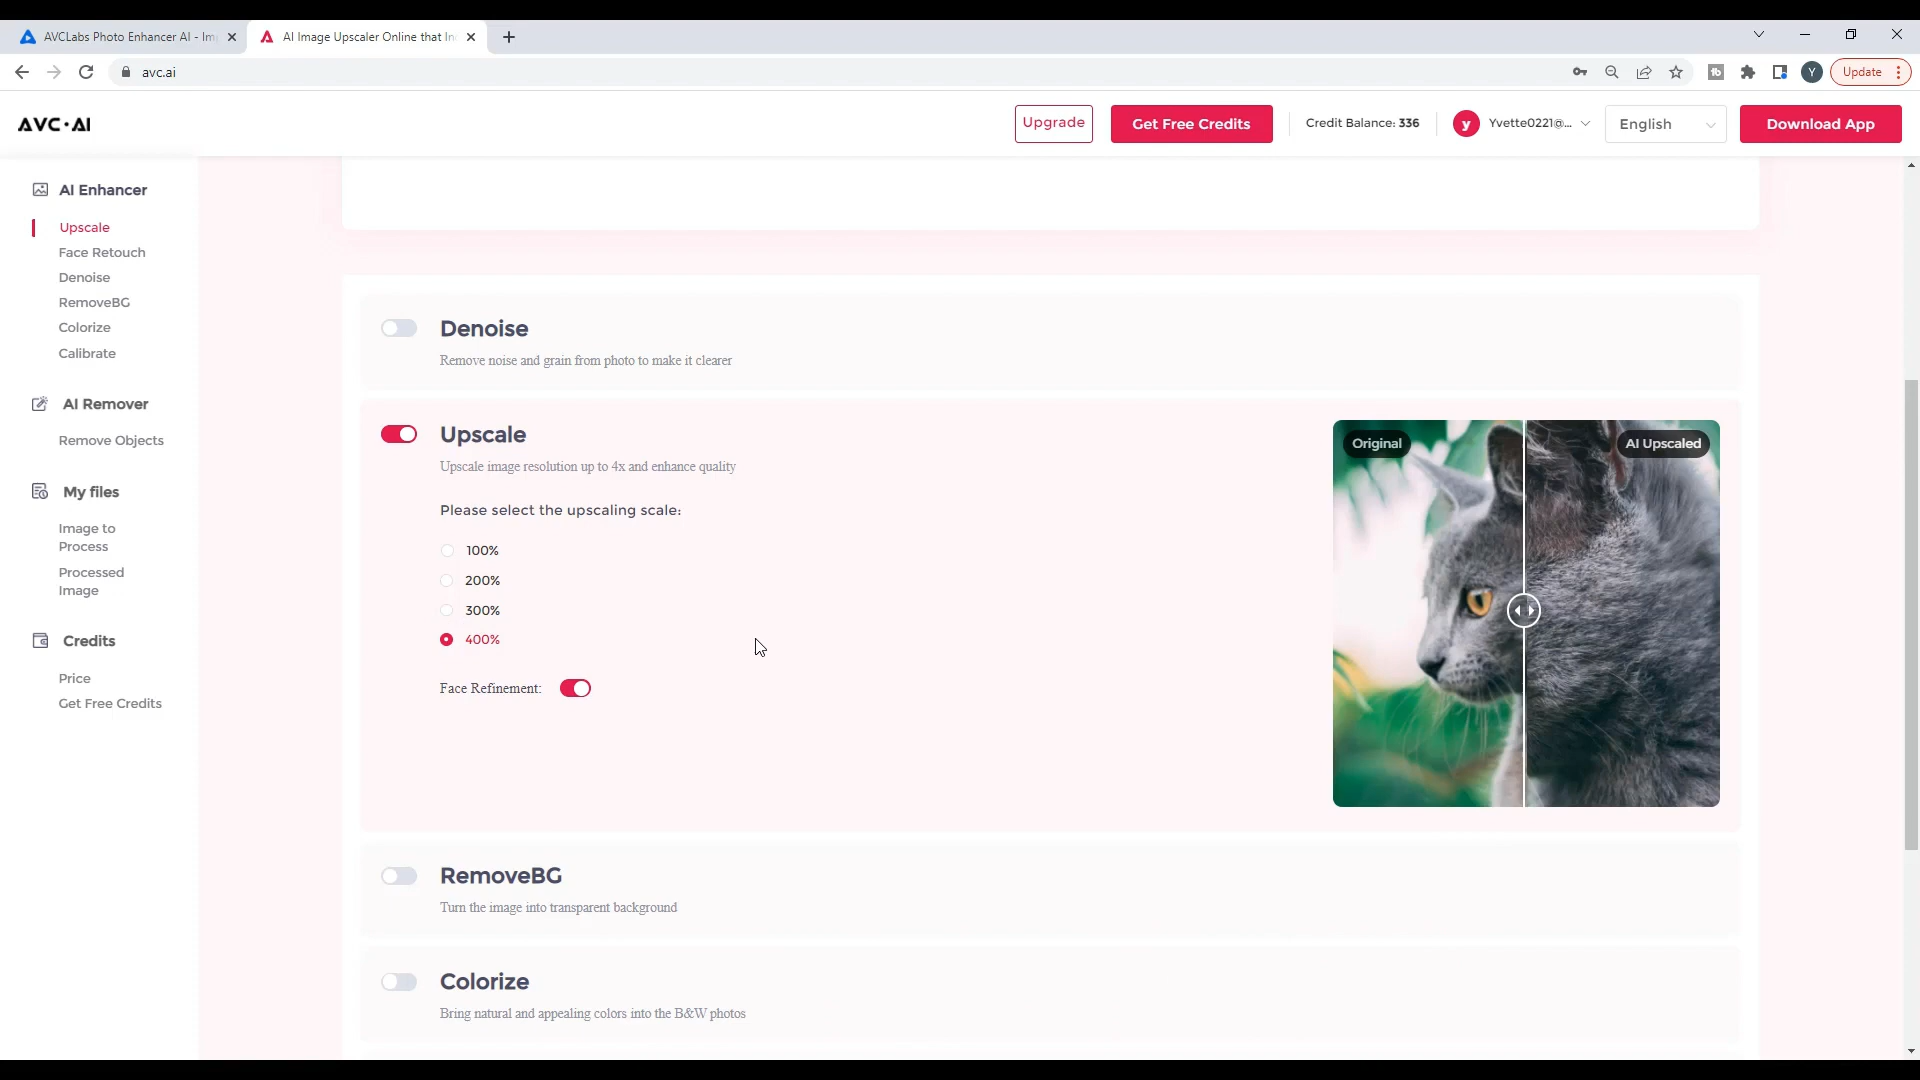 AVCLabs Photo Enhancer AI - Im
AI Image Upscaler Online that In
avc.ai
Y
Update
AVC·AI
Upgrade
Get Free Credits
Credit Balance: 336
y
Yvette0221@...
English
Download App
AI Enhancer
Upscale
Face Retouch
Denoise
RemoveBG
Colorize
Calibrate
AI Remover
Remove Objects
My files
Image to
Process
Processed
Image
Credits
Price
Get Free Credits
Denoise
Remove noise and grain from photo to make it clearer
Upscale
Upscale image resolution up to 4x and enhance quality
Please select the upscaling scale:
100%
200%
300%
400%
Face Refinement:
Original
AI Upscaled
RemoveBG
Turn the image into transparent background
Colorize
Bring natural and appealing colors into the B&W photos